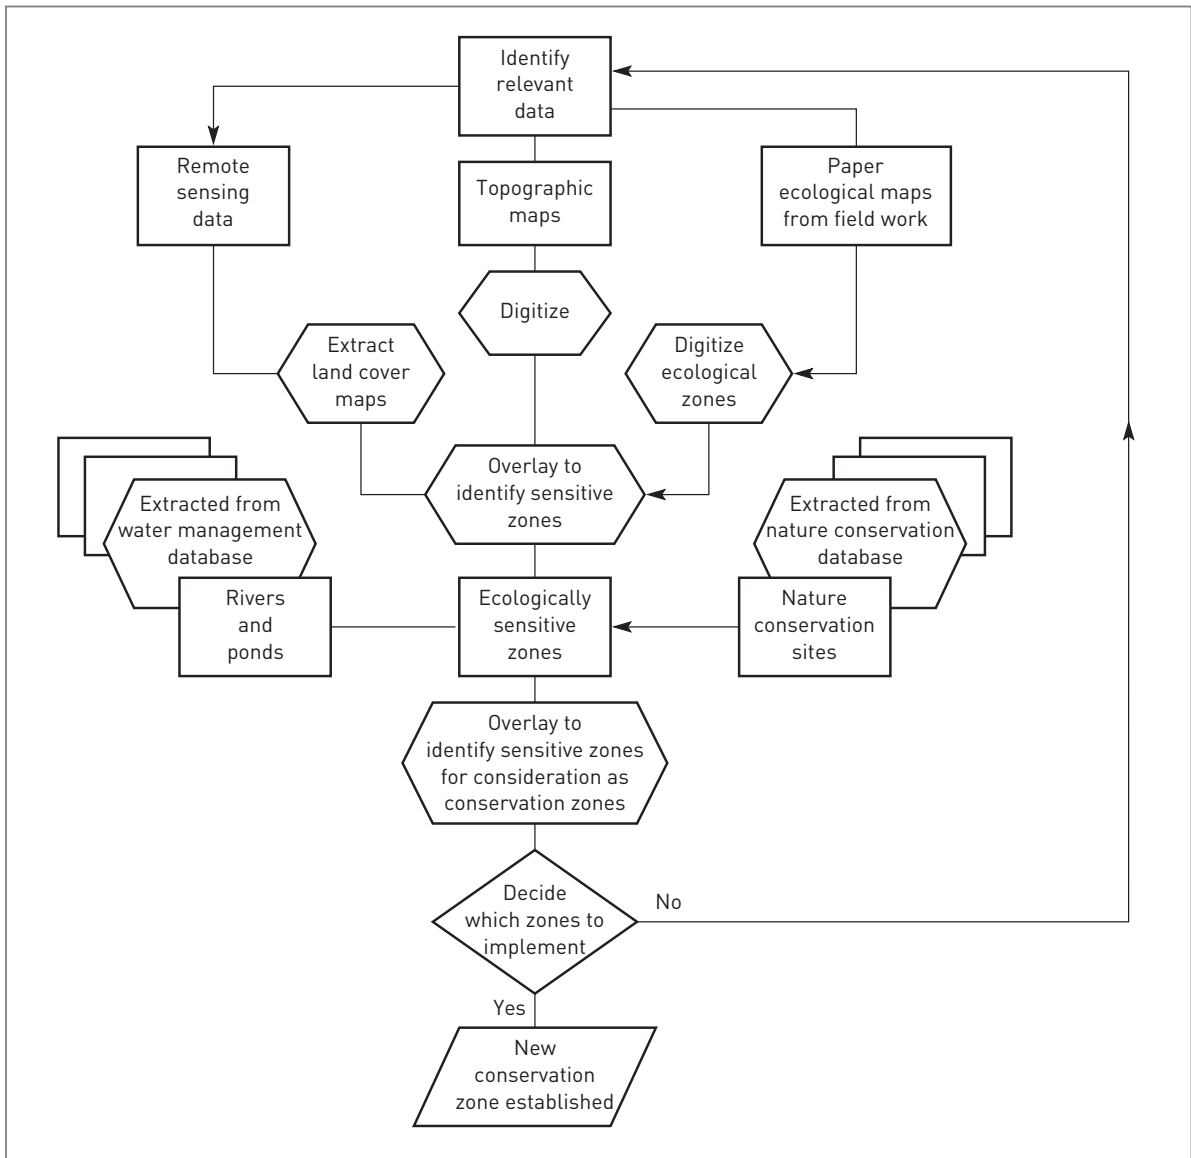 Identify
relevant
data
Remote
sensing
data
Topographic
maps
Paper
ecological maps
from field work
Digitize
Extract
land cover
maps
Digitize
ecological
zones
Overlay to
identify sensitive
zones
Extracted from
water management
database
Extracted from
nature conservation
database
Rivers
and
ponds
Ecologically
sensitive
zones
Nature
conservation
sites
Overlay to
identify sensitive zones
for consideration as
conservation zones
Decide
which zones to
implement
No
Yes
New
conservation
zone established